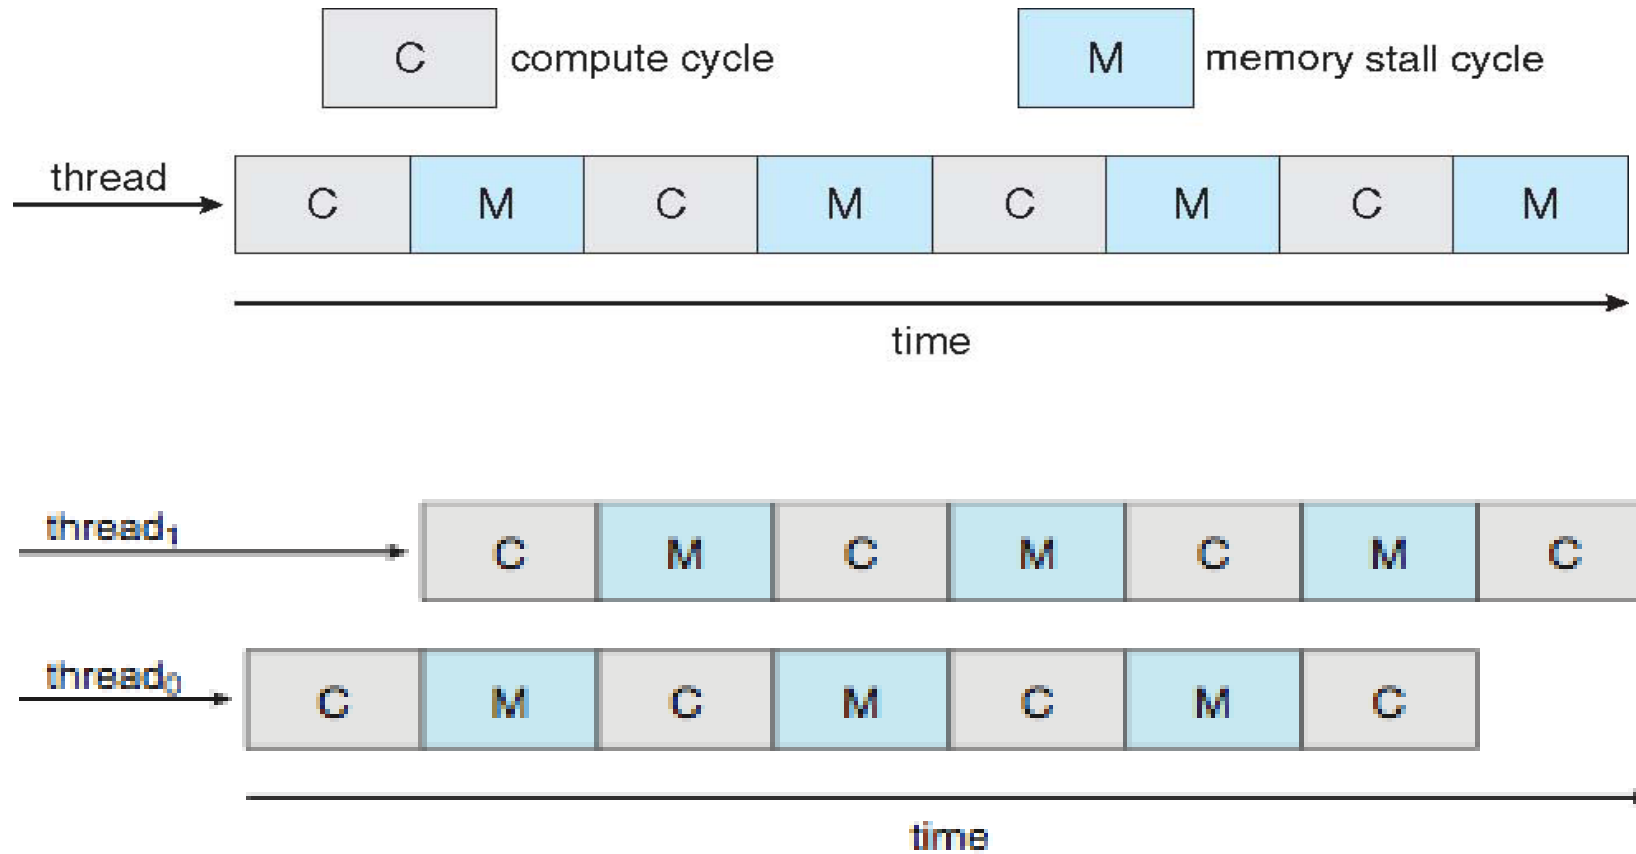 C compute cycle M memory stall cycle
thread C M C M C M C M
time
thread1 C M C M C M C
thread0 C M C M C M C
time